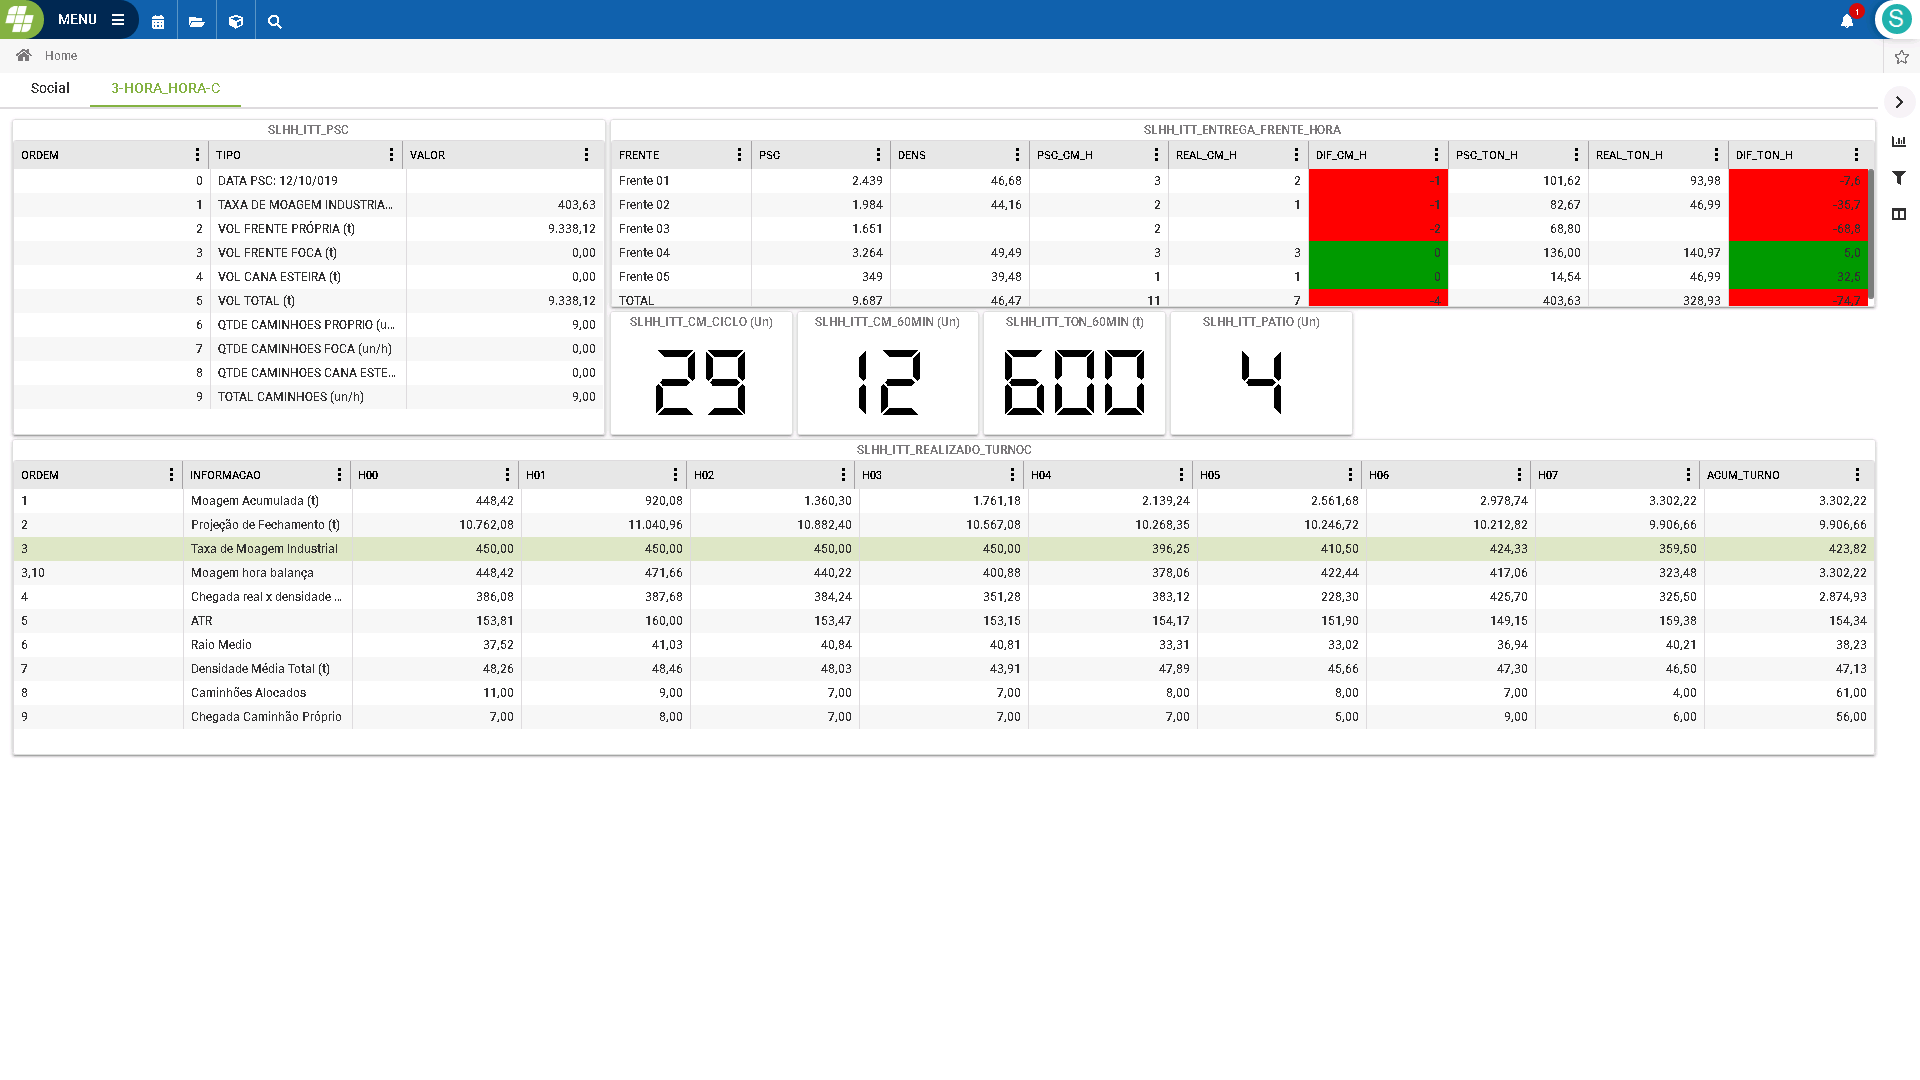 MENU
1
S
Home
Social 3-HORA_HORA-C
SLHH_ITT_PSC
ORDEM TIPO VALOR
0 DATA PSC: 12/10/019
1 TAXA DE MOAGEM INDUSTRIA... 403,63
2 VOL FRENTE PRÓPRIA (t) 9.338,12
3 VOL FRENTE FOCA (t) 0,00
4 VOL CANA ESTEIRA (t) 0,00
5 VOL TOTAL (t) 9.338,12
6 QTDE CAMINHOES PROPRIO (u... 9,00
7 QTDE CAMINHOES FOCA (un/h) 0,00
8 QTDE CAMINHOES CANA ESTE... 0,00
9 TOTAL CAMINHOES (un/h) 9,00
SLHH_ITT_ENTREGA_FRENTE_HORA
FRENTE PSC DENS PSC_CM_H REAL_CM_H DIF_CM_H PSC_TON_H REAL_TON_H DIF_TON_H
Frente 01 2.439 46,68 3 2 -1 101,62 93,98 -7,6
Frente 02 1.984 44,16 2 1 -1 82,67 46,99 -35,7
Frente 03 1.651 2 -2 68,80 -68,8
Frente 04 3.264 49,49 3 3 0 136,00 140,97 5,0
Frente 05 349 39,48 1 1 0 14,54 46,99 32,5
TOTAL 9.687 46,47 11 7 -4 403,63 328,93 -74,7
SLHH_ITT_CM_CICLO (Un) SLHH_ITT_CM_60MIN (Un) SLHH_ITT_TON_60MIN (t) SLHH_ITT_PATIO (Un)
29 12 600 4
SLHH_ITT_REALIZADO_TURNOC
ORDEM INFORMACAO H00 H01 H02 H03 H04 H05 H06 H07 ACUM_TURNO
1 Moagem Acumulada (t) 448,42 920,08 1.360,30 1.761,18 2.139,24 2.561,68 2.978,74 3.302,22 3.302,22
2 Projeção de Fechamento (t) 10.762,08 11.040,96 10.882,40 10.567,08 10.268,35 10.246,72 10.212,82 9.906,66 9.906,66
3 Taxa de Moagem Industrial 450,00 450,00 450,00 450,00 396,25 410,50 424,33 359,50 423,82
3,10 Moagem hora balança 448,42 471,66 440,22 400,88 378,06 422,44 417,06 323,48 3.302,22
4 Chegada real x densidade ... 386,08 387,68 384,24 351,28 383,12 228,30 425,70 325,50 2.874,93
5 ATR 153,81 160,00 153,47 153,15 154,17 151,90 149,15 159,38 154,34
6 Raio Medio 37,52 41,03 40,84 40,81 33,31 33,02 36,94 40,21 38,23
7 Densidade Média Total (t) 48,26 48,46 48,03 43,91 47,89 45,66 47,30 46,50 47,13
8 Caminhões Alocados 11,00 9,00 7,00 7,00 8,00 8,00 7,00 4,00 61,00
9 Chegada Caminhão Próprio 7,00 8,00 7,00 7,00 7,00 5,00 9,00 6,00 56,00